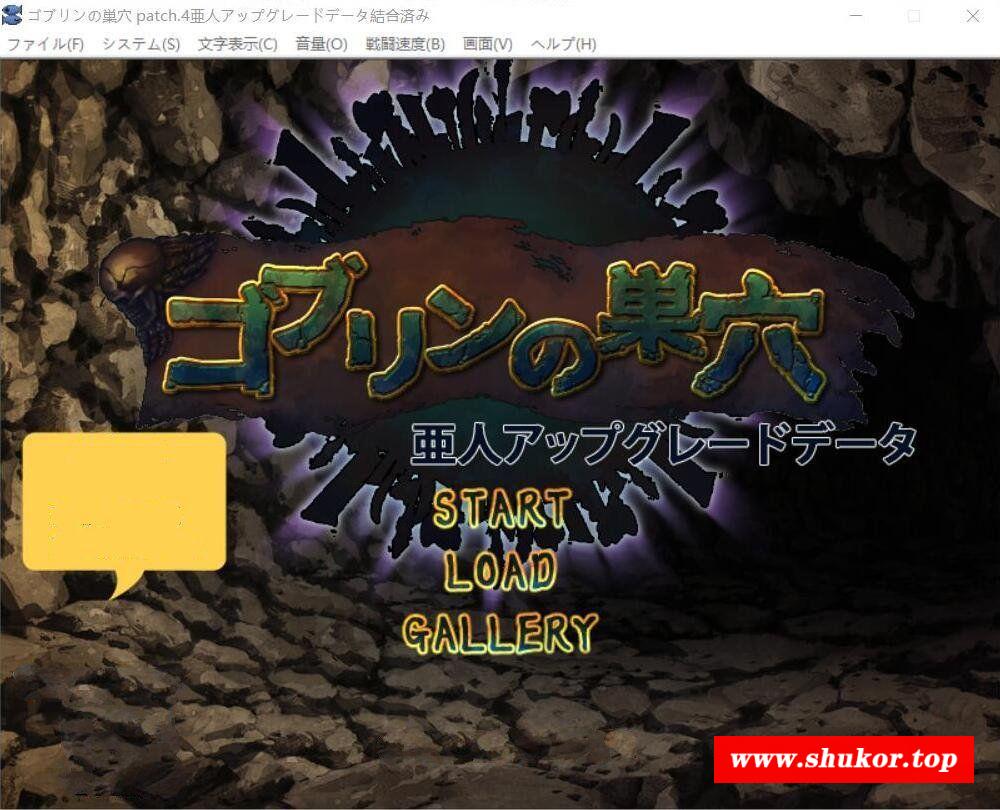 ゴブリンの巣穴 patch.4亜人アップグレードデータ結合済み
ファイル(F) システム(S) 文字表示(C) 音量(O) 戦闘速度(B) 画面(V) ヘルプ(H)
ゴブリンの巣穴
亜人アップグレードデータ
START
LOAD
GALLERY
www.shukor.top